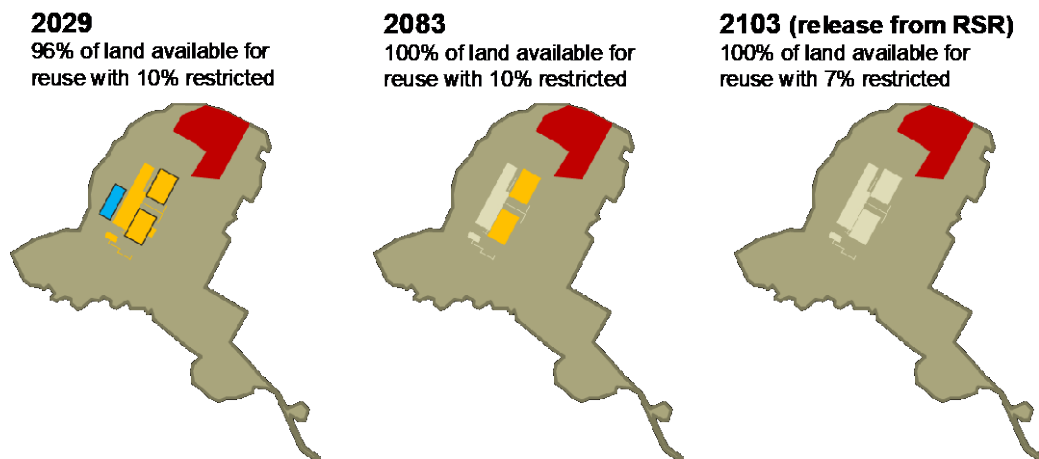 2029
96% of land available for
reuse with 10% restricted
2083
100% of land available for
reuse with 10% restricted
2103 (release from RSR)
100% of land available for
reuse with 7% restricted